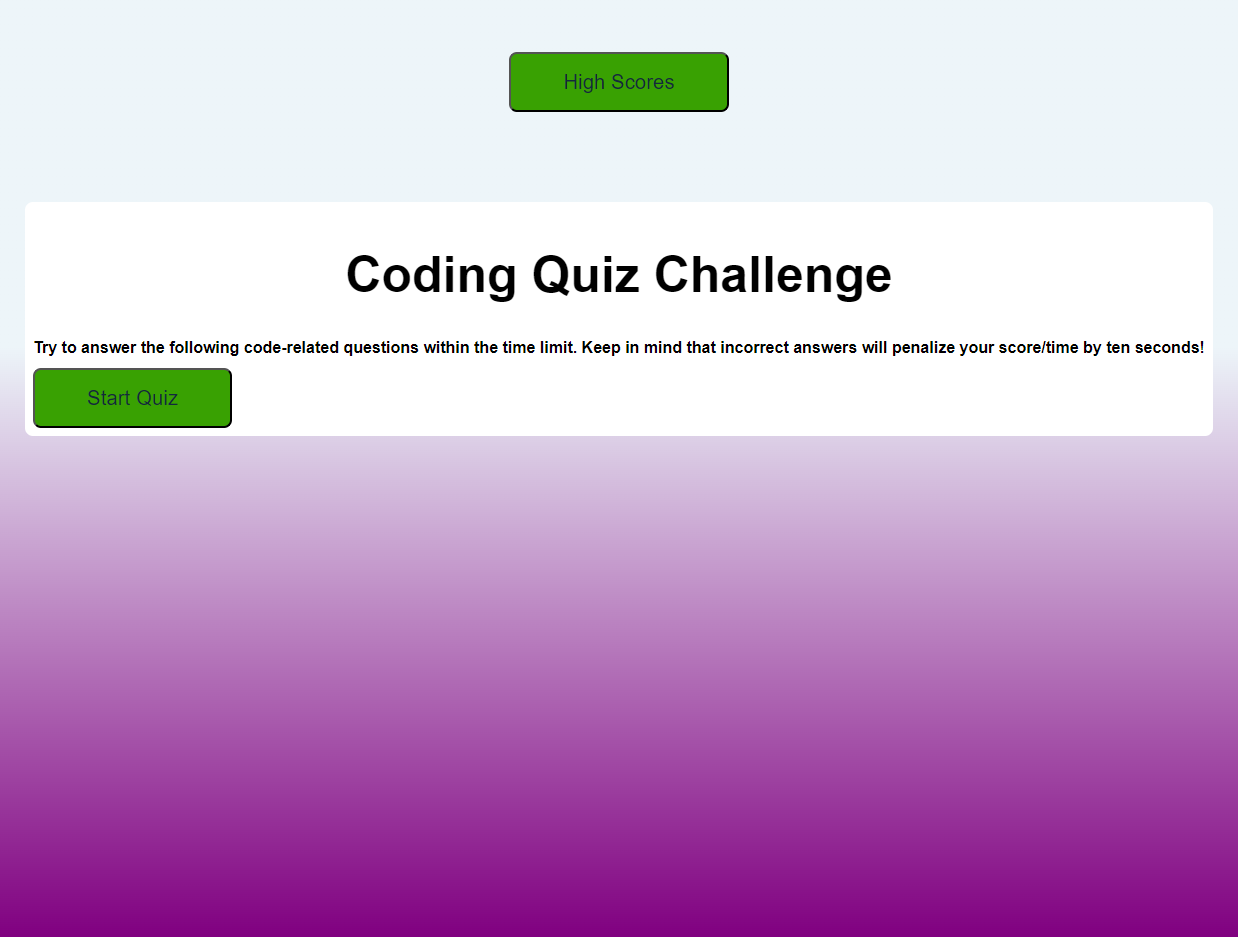 High Scores
Coding Quiz Challenge
Try to answer the following code-related questions within the time limit. Keep in mind that incorrect answers will penalize your score/time by ten seconds!
Start Quiz